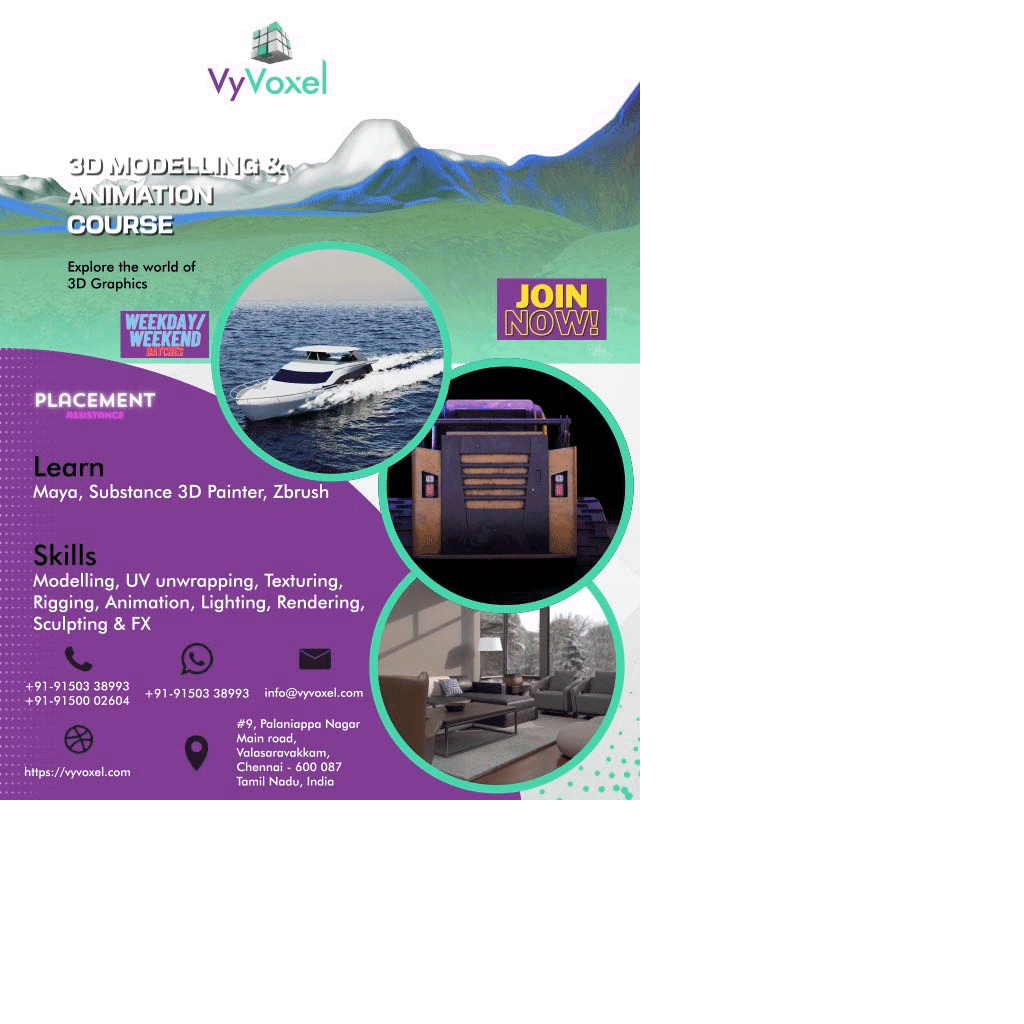 VyVoxel
3D MODELLING &
ANIMATION
COURSE
Explore the world of
3D Graphics
WEEKDAY/
WEEKEND
BATCHES
JOIN
NOW!
PLACEMENT
ASSISTANCE
Learn
Maya, Substance 3D Painter, Zbrush
Skills
Modelling, UV unwrapping, Texturing,
Rigging, Animation, Lighting, Rendering,
Sculpting & FX
+91-91503 38993
+91-91500 02604
+91-91503 38993
info@vyvoxel.com
https://vyvoxel.com
#9, Palaniappa Nagar
Main road,
Valasaravakkam,
Chennai - 600 087
Tamil Nadu, India